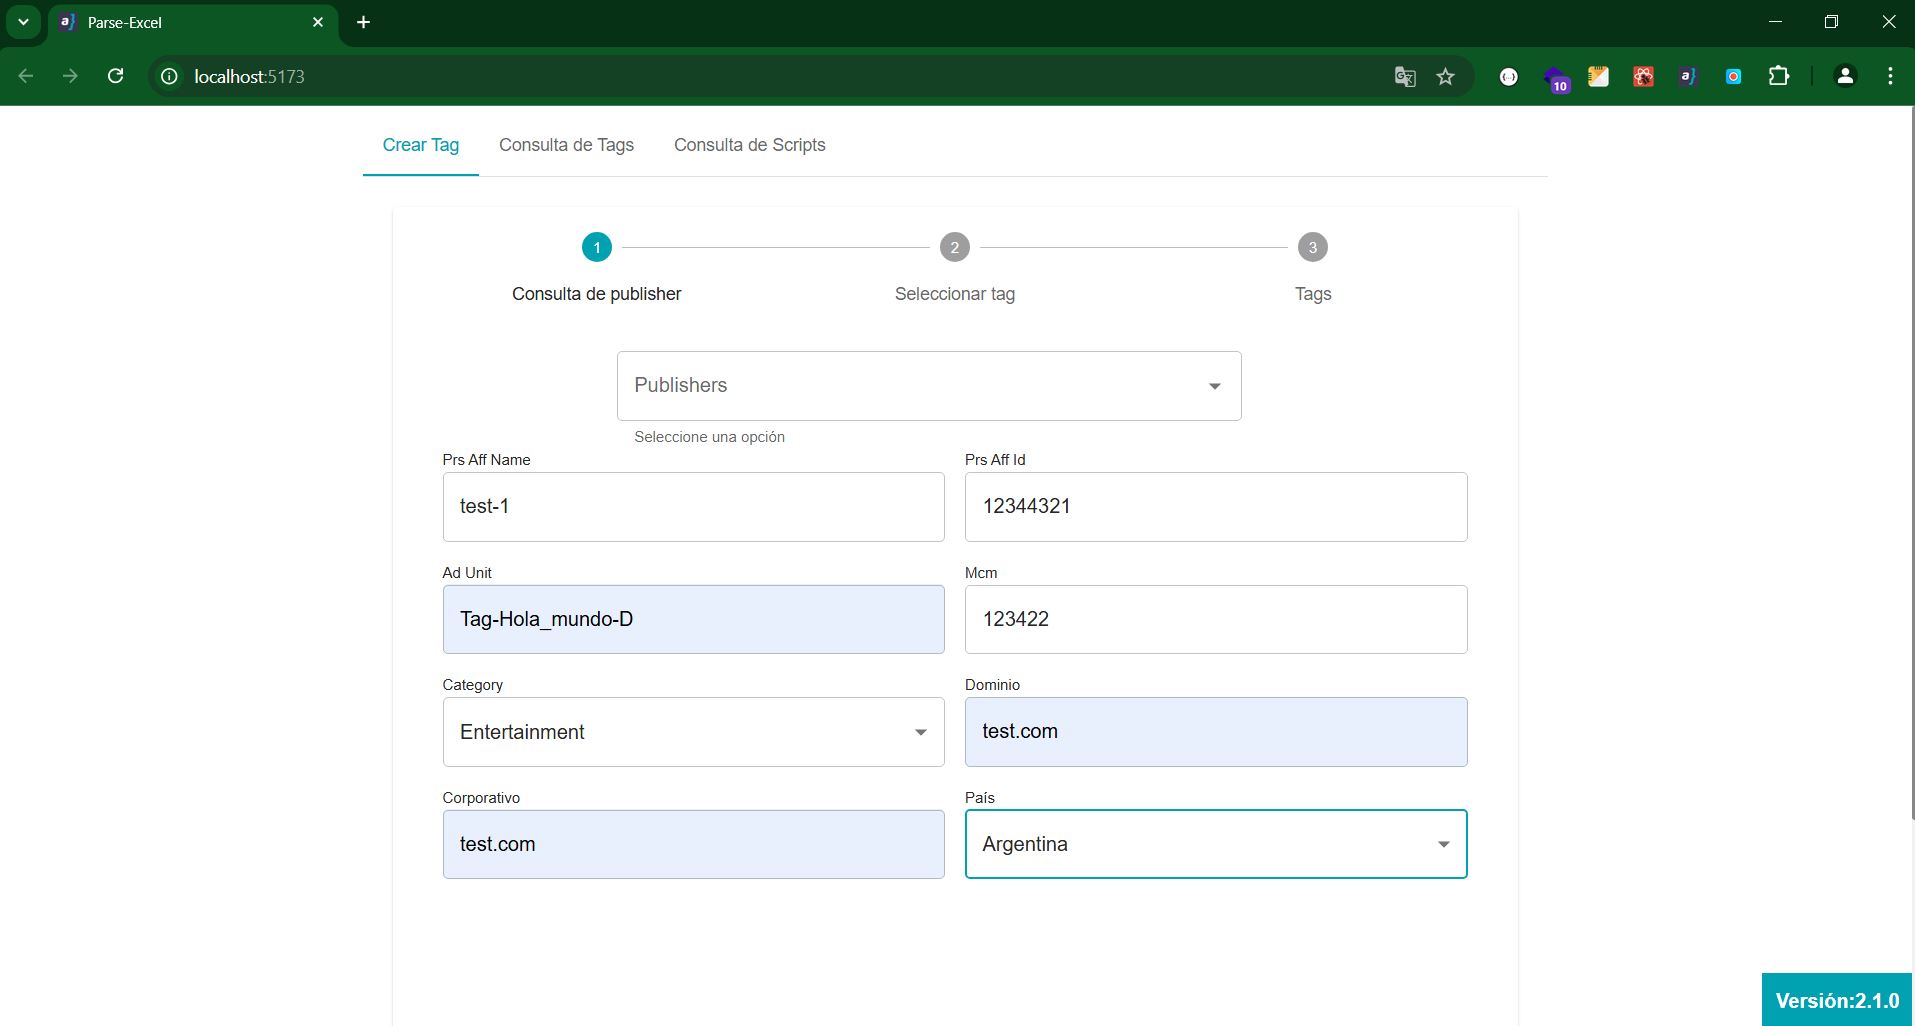 Parse-Excel
localhost:5173
10
Crear Tag Consulta de Tags Consulta de Scripts
1 2 3
Consulta de publisher Seleccionar tag Tags
Publishers
Seleccione una opción
Prs Aff Name Prs Aff Id
test-1 12344321
Ad Unit Mcm
Tag-Hola_mundo-D 123422
Category Dominio
Entertainment test.com
Corporativo País
test.com Argentina
Versión:2.1.0